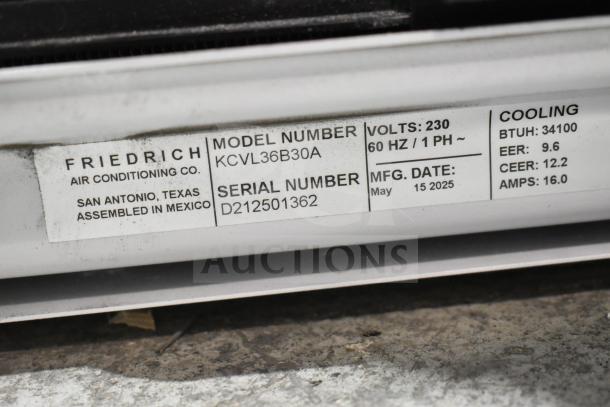 FRIEDRICH
AIR CONDITIONING CO.
SAN ANTONIO, TEXAS
ASSEMBLED IN MEXICO
MODEL NUMBER
KCVL36B30A
SERIAL NUMBER
D212501362
VOLTS: 230
60 HZ / 1 PH ~
MFG. DATE:
May 15 2025
COOLING
BTUH: 34100
EER: 9.6
CEER: 12.2
AMPS: 16.0
AUCTIONS